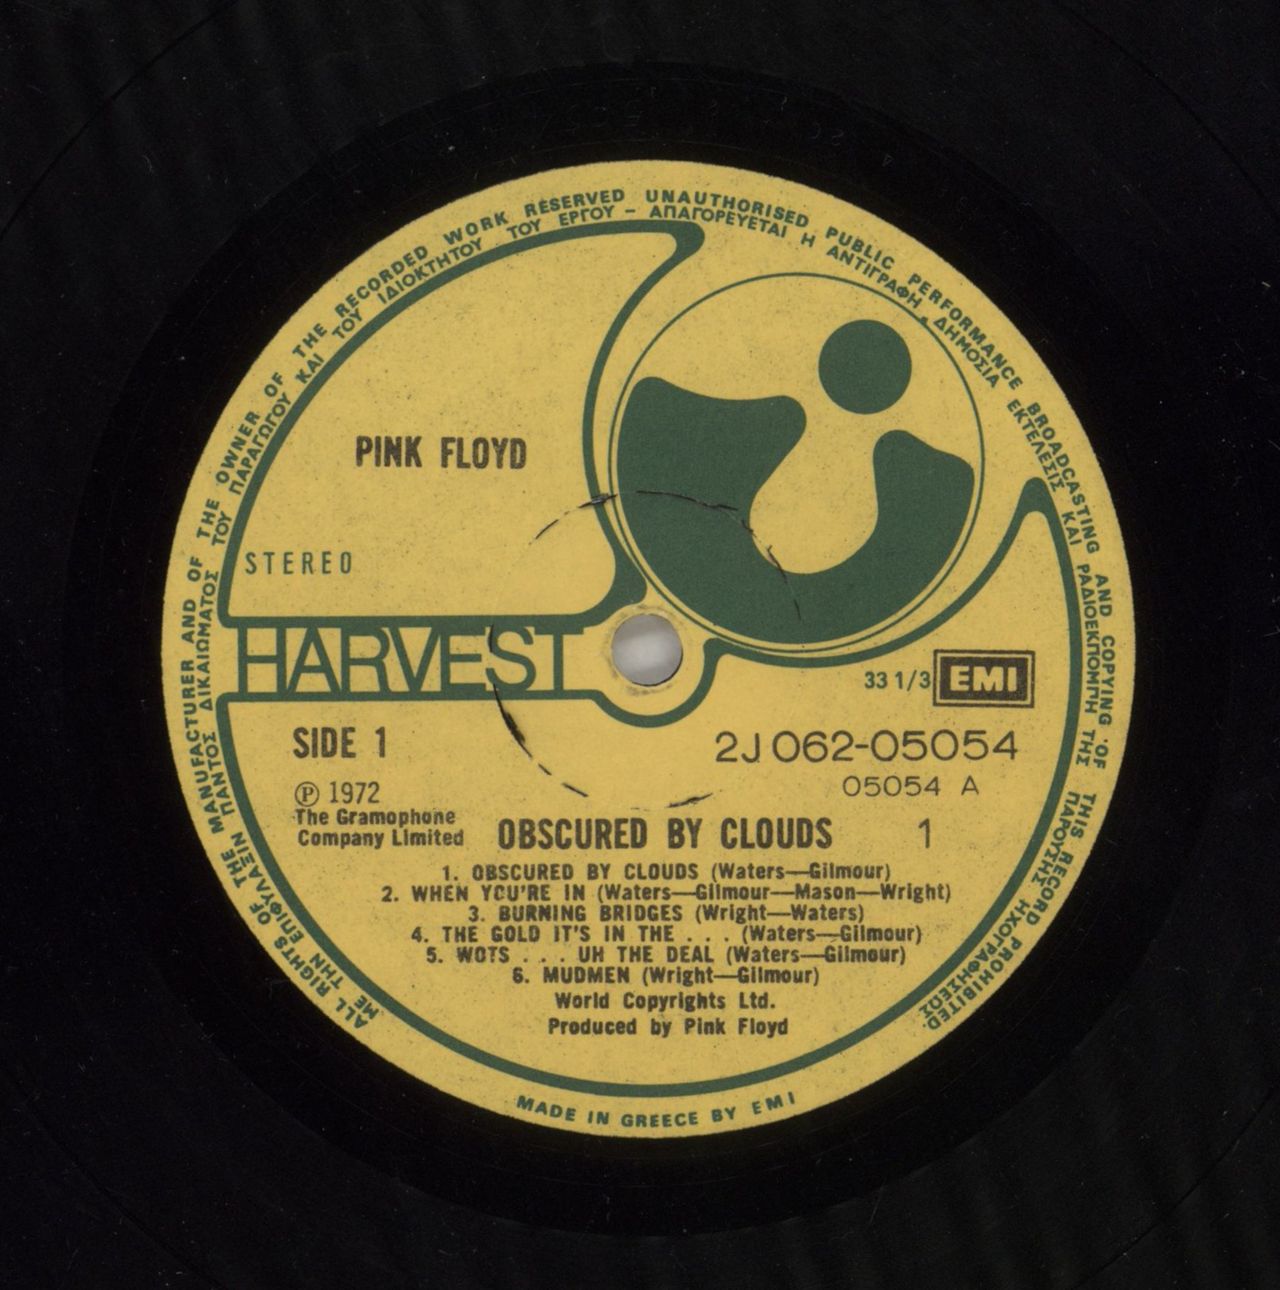 ALL RIGHTS OF THE MANUFACTURER AND OF THE OWNER OF THE RECORDED WORK RESERVED UNAUTHORISED PUBLIC PERFORMANCE BROADCASTING AND COPYING OF THIS RECORD PROHIBITED.
ΜΕ ΤΗΝ ΕΠΙΦΥΛΑΞΙΝ ΠΑΝΤΟΣ ΔΙΚΑΙΩΜΑΤΟΣ ΤΟΥ ΠΑΡΑΓΩΓΟΥ ΚΑΙ ΤΟΥ ΙΔΙΟΚΤΗΤΟΥ ΤΟΥ ΕΡΓΟΥ – ΑΠΑΓΟΡΕΥΕΤΑΙ Η ΑΝΤΙΓΡΑΦΗ, ΔΗΜΟΣΙΑ ΕΚΤΕΛΕΣΙΣ ΚΑΙ ΡΑΔΙΟΕΚΠΟΜΠΗ ΤΗΣ ΠΑΡΟΥΣΗΣ ΗΧΟΓΡΑΦΗΣΕΩΣ
PINK FLOYD
STEREO
HARVEST
33 1/3 EMI
SIDE 1
2J 062-05054
05054 A
Ⓟ 1972
The Gramophone
Company Limited
OBSCURED BY CLOUDS 1
1. OBSCURED BY CLOUDS (Waters—Gilmour)
2. WHEN YOU'RE IN (Waters—Gilmour—Mason—Wright)
3. BURNING BRIDGES (Wright—Waters)
4. THE GOLD IT'S IN THE . . . (Waters—Gilmour)
5. WOTS . . . UH THE DEAL (Waters—Gilmour)
6. MUDMEN (Wright—Gilmour)
World Copyrights Ltd.
Produced by Pink Floyd
MADE IN GREECE BY EMI